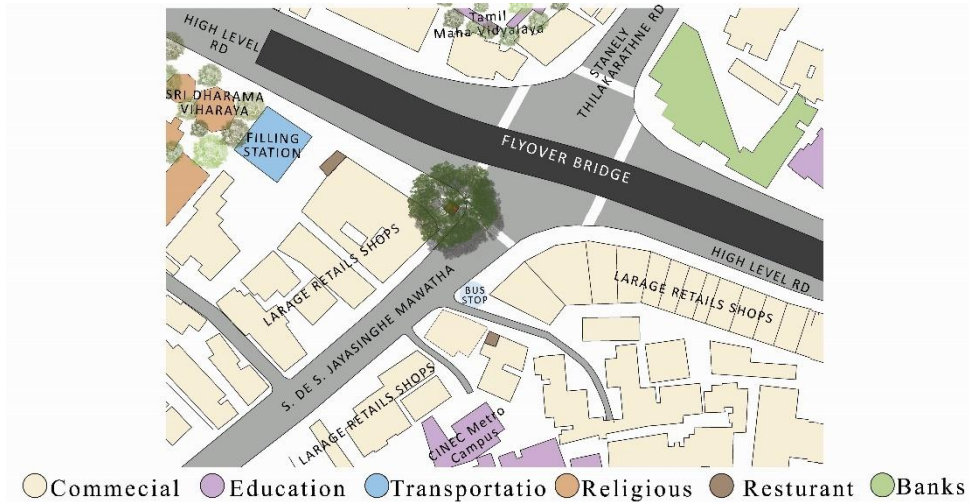 Tamil
Maha Vidyalaya
HIGH LEVEL
RD
STANELY
THILAKARATHNE RD
SRI DHARAMA
VIHARAYA
FILLING
STATION
FLYOVER BRIDGE
HIGH LEVEL RD
LARAGE RETAILS SHOPS
BUS
STOP
LARAGE RETAILS SHOPS
S. DE S. JAYASINGHE MAWATHA
LARAGE RETAILS SHOPS
CINEC Metro
Campus
Commecial
Education
Transportatio
Religious
Resturant
Banks